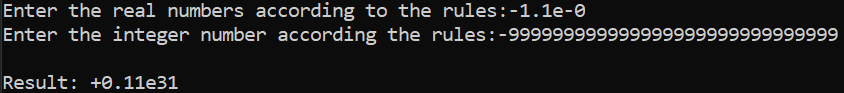 Enter the real numbers according to the rules:-1.1e-0
Enter the integer number according the rules:-999999999999999999999999999999
Result: +0.11e31